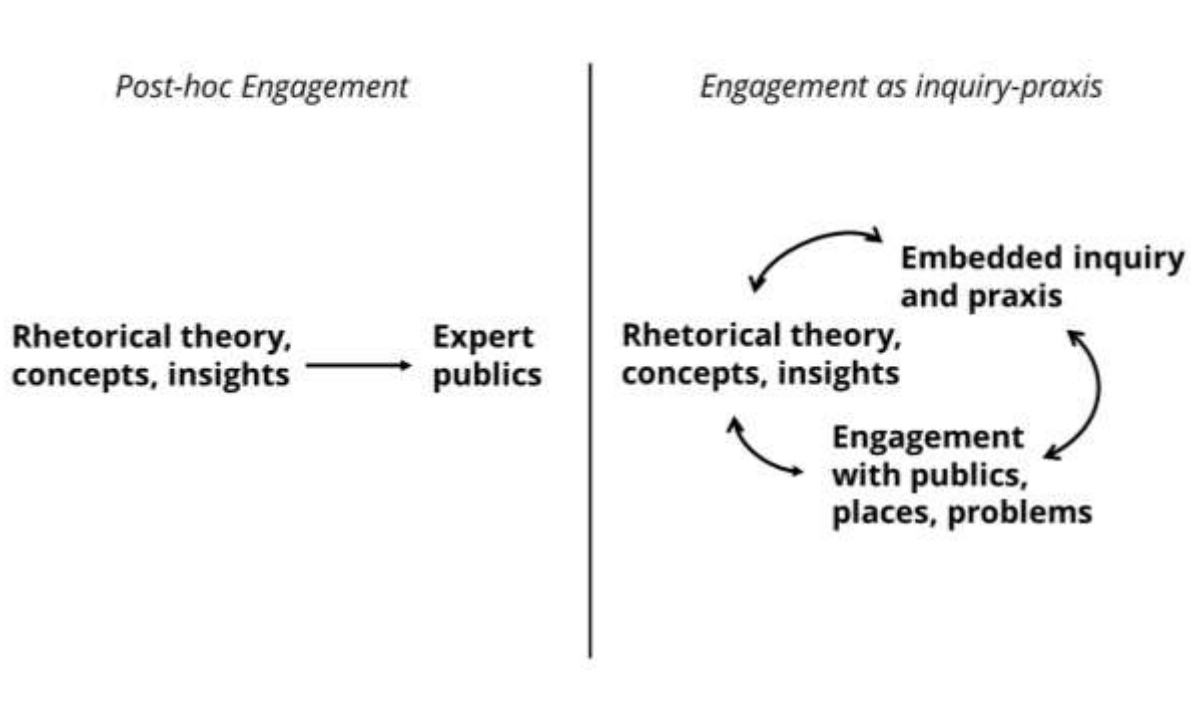 Post-hoc Engagement
Rhetorical theory,
concepts, insights
Expert
publics
Engagement as inquiry-praxis
Embedded inquiry
and praxis
Rhetorical theory,
concepts, insights
Engagement
with publics,
places, problems